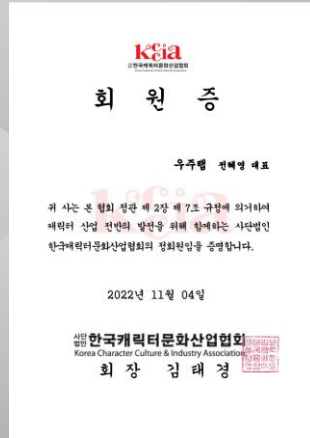 kccia
사단법인 한국캐릭터문화산업협회
회 원 증
우주랩 전혜영 대표
귀 사는 본 협회 정관 제 2장 제 7조 규정에 의거하여
캐릭터 산업 전반의 발전을 위해 함께하는 사단법인
한국캐릭터문화산업협회의 정회원임을 증명합니다.
2022년 11월 04일
사단법인 한국캐릭터문화산업협회
Korea Character Culture & Industry Association
회 장 김 태 경